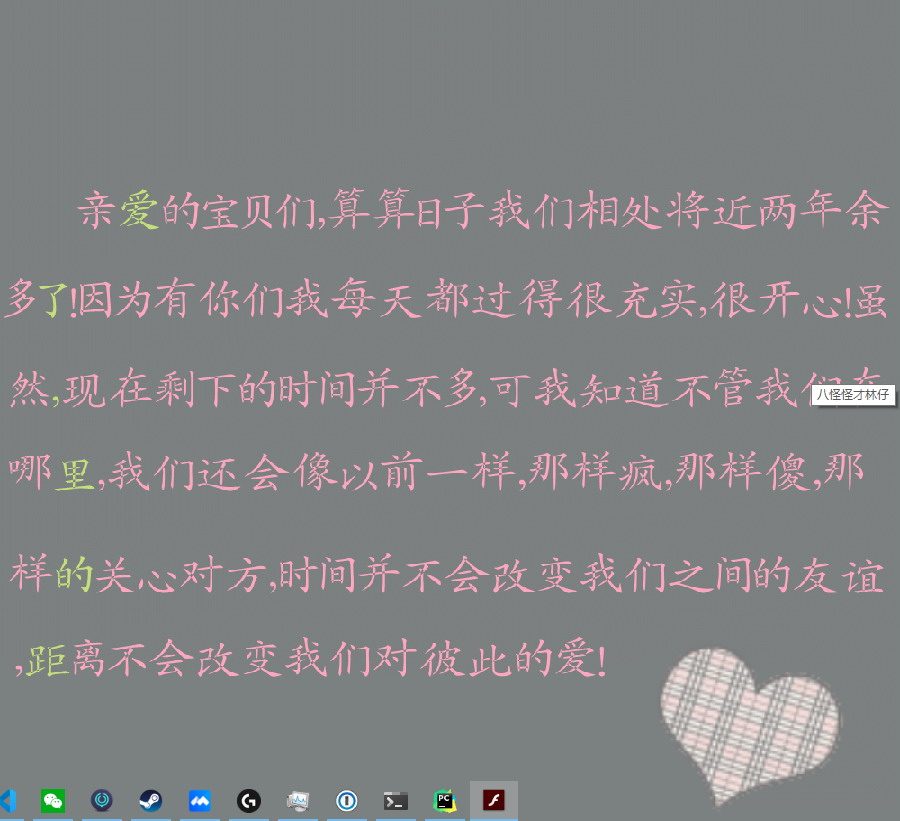 亲爱的宝贝们,算算日子我们相处将近两年余
多了!因为有你们我每天都过得很充实,很开心!虽
然,现在剩下的时间并不多,可我知道不管我们在
八怪怪才林仔
哪里,我们还会像以前一样,那样疯,那样傻,那
样的关心对方,时间并不会改变我们之间的友谊
,距离不会改变我们对彼此的爱!
PC